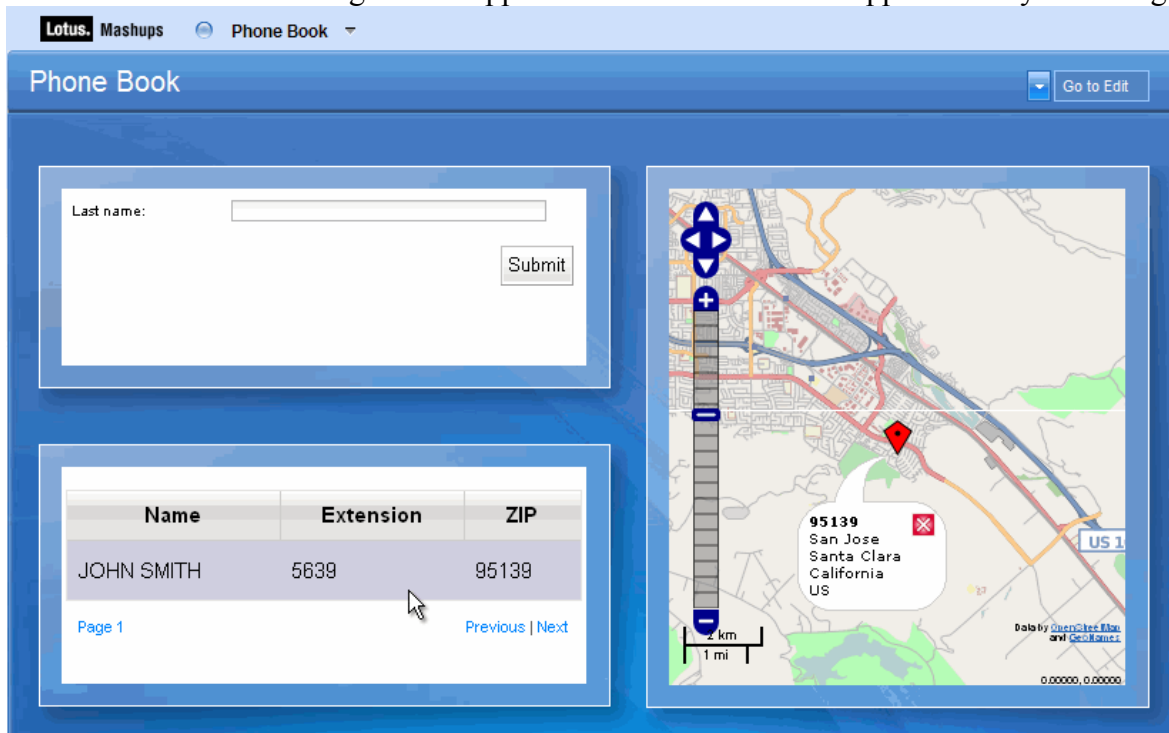 Lotus. Mashups Phone Book
Phone Book
Go to Edit
Last name:
Submit
Name Extension ZIP
JOHN SMITH 5639 95139
Page 1 Previous | Next
95139
San Jose
Santa Clara
California
US
US 1
2 km
1 mi
Data by OpenStreetMap
and GeoNames
0.00000, 0.00000